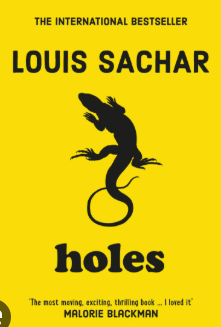 THE INTERNATIONAL BESTSELLER
LOUIS SACHAR
holes
'The most moving, exciting, thrilling book ... I loved it'
MALORIE BLACKMAN